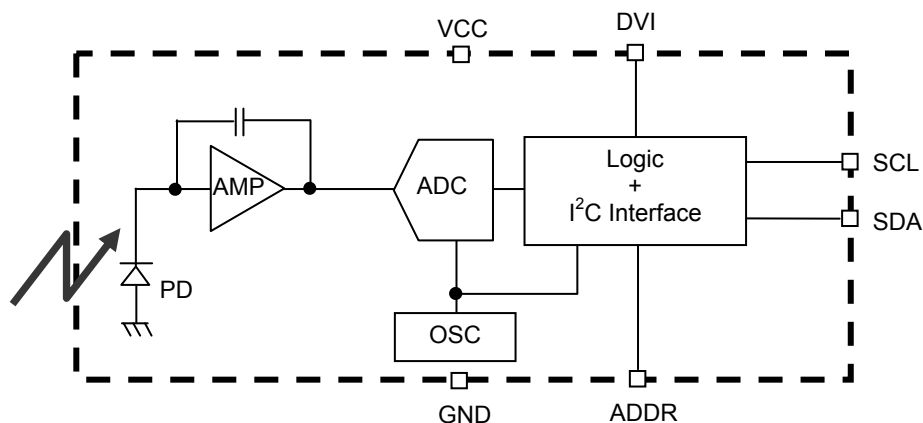 VCC
DVI
AMP
ADC
Logic
+
I²C Interface
SCL
SDA
PD
OSC
GND
ADDR